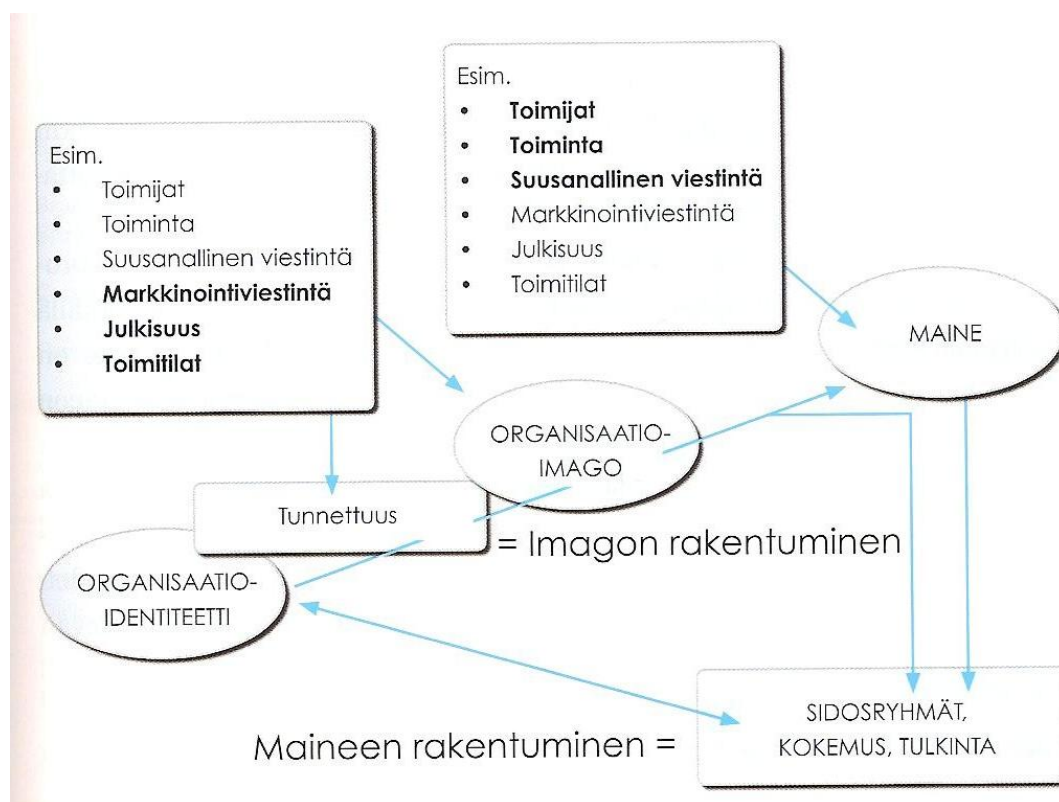 Esim.
• Toimijat
• Toiminta
• Suusanallinen viestintä
• Markkinointiviestintä
• Julkisuus
• Toimitilat
Esim.
• Toimijat
• Toiminta
• Suusanallinen viestintä
• Markkinointiviestintä
• Julkisuus
• Toimitilat
MAINE
ORGANISAATIO-
IMAGO
Tunnettuus
= Imagon rakentuminen
ORGANISAATIO-
IDENTITEETTI
SIDOSRYHMÄT,
KOKEMUS, TULKINTA
Maineen rakentuminen =